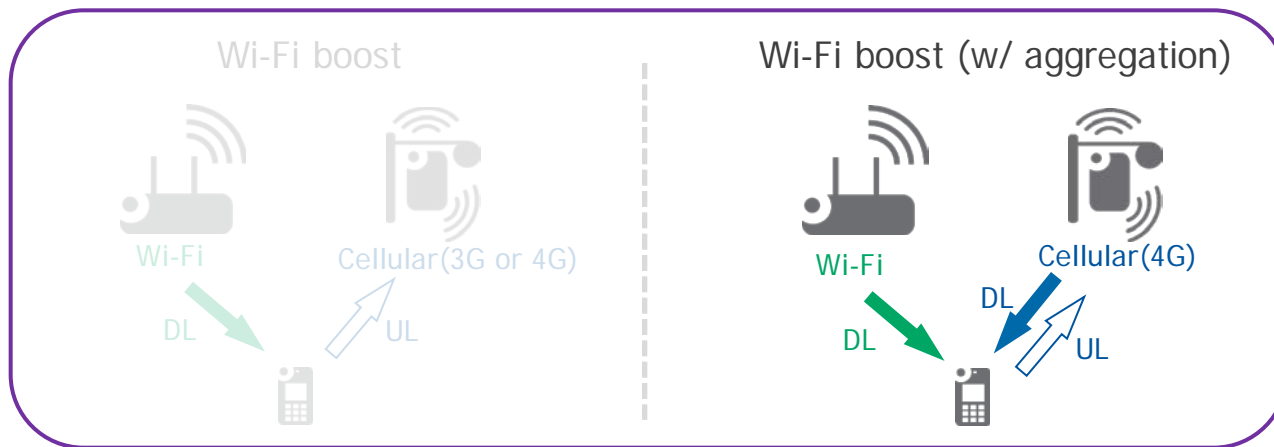 Wi-Fi boost
Wi-Fi
Cellular(3G or 4G)
DL
UL
Wi-Fi boost (w/ aggregation)
Wi-Fi
Cellular(4G)
DL
DL
UL